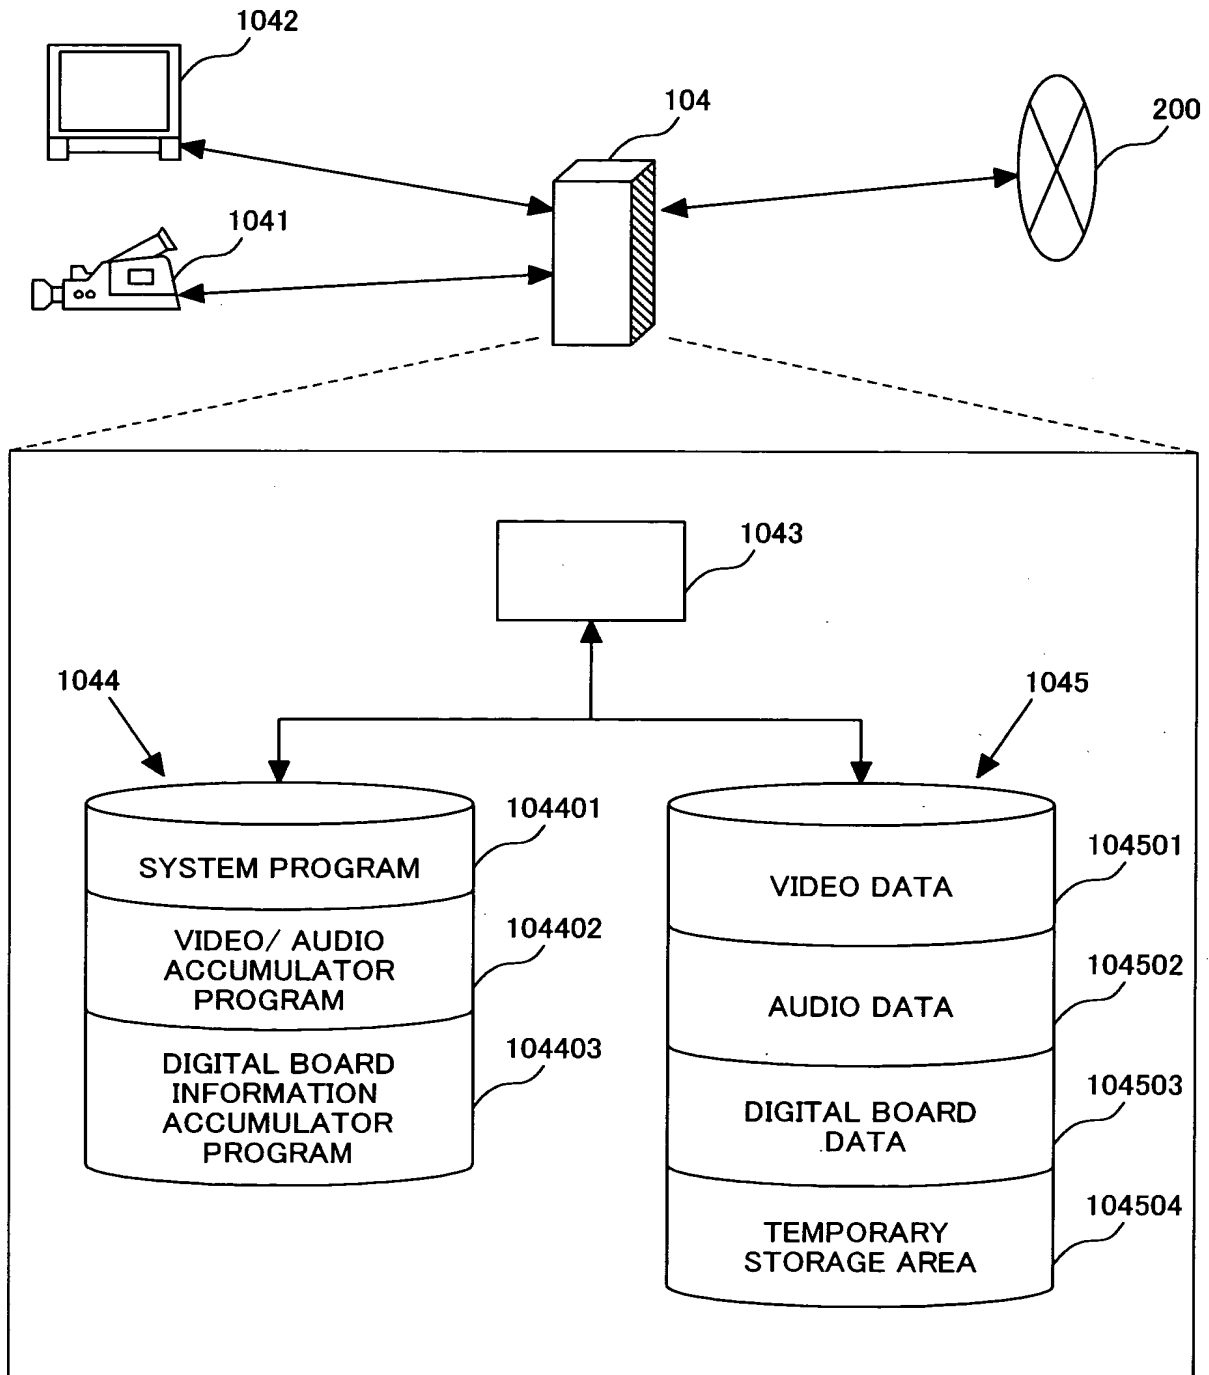 1042
104
200
1041
1043
1044
1045
104401
SYSTEM PROGRAM
104402
VIDEO/ AUDIO
ACCUMULATOR
PROGRAM
104403
DIGITAL BOARD
INFORMATION
ACCUMULATOR
PROGRAM
104501
VIDEO DATA
104502
AUDIO DATA
104503
DIGITAL BOARD
DATA
104504
TEMPORARY
STORAGE AREA